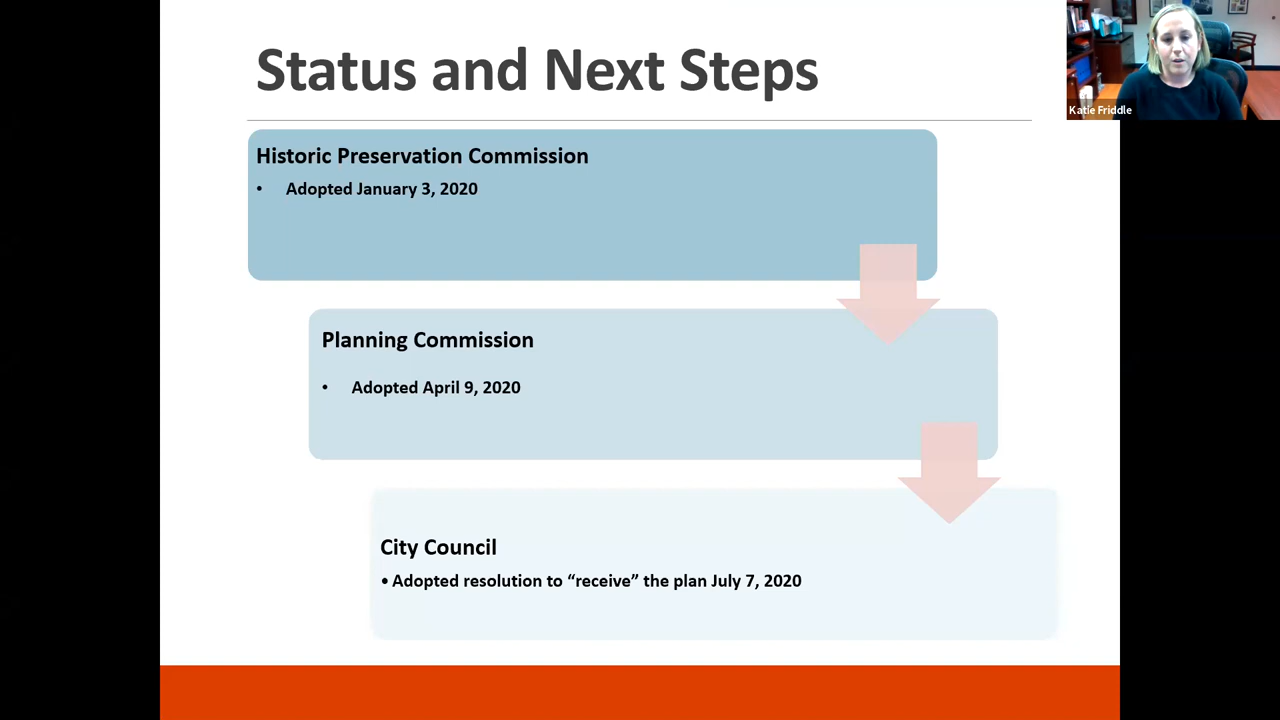 Status and Next Steps
Katie Friddle
Historic Preservation Commission
• Adopted January 3, 2020
Planning Commission
• Adopted April 9, 2020
City Council
• Adopted resolution to “receive” the plan July 7, 2020